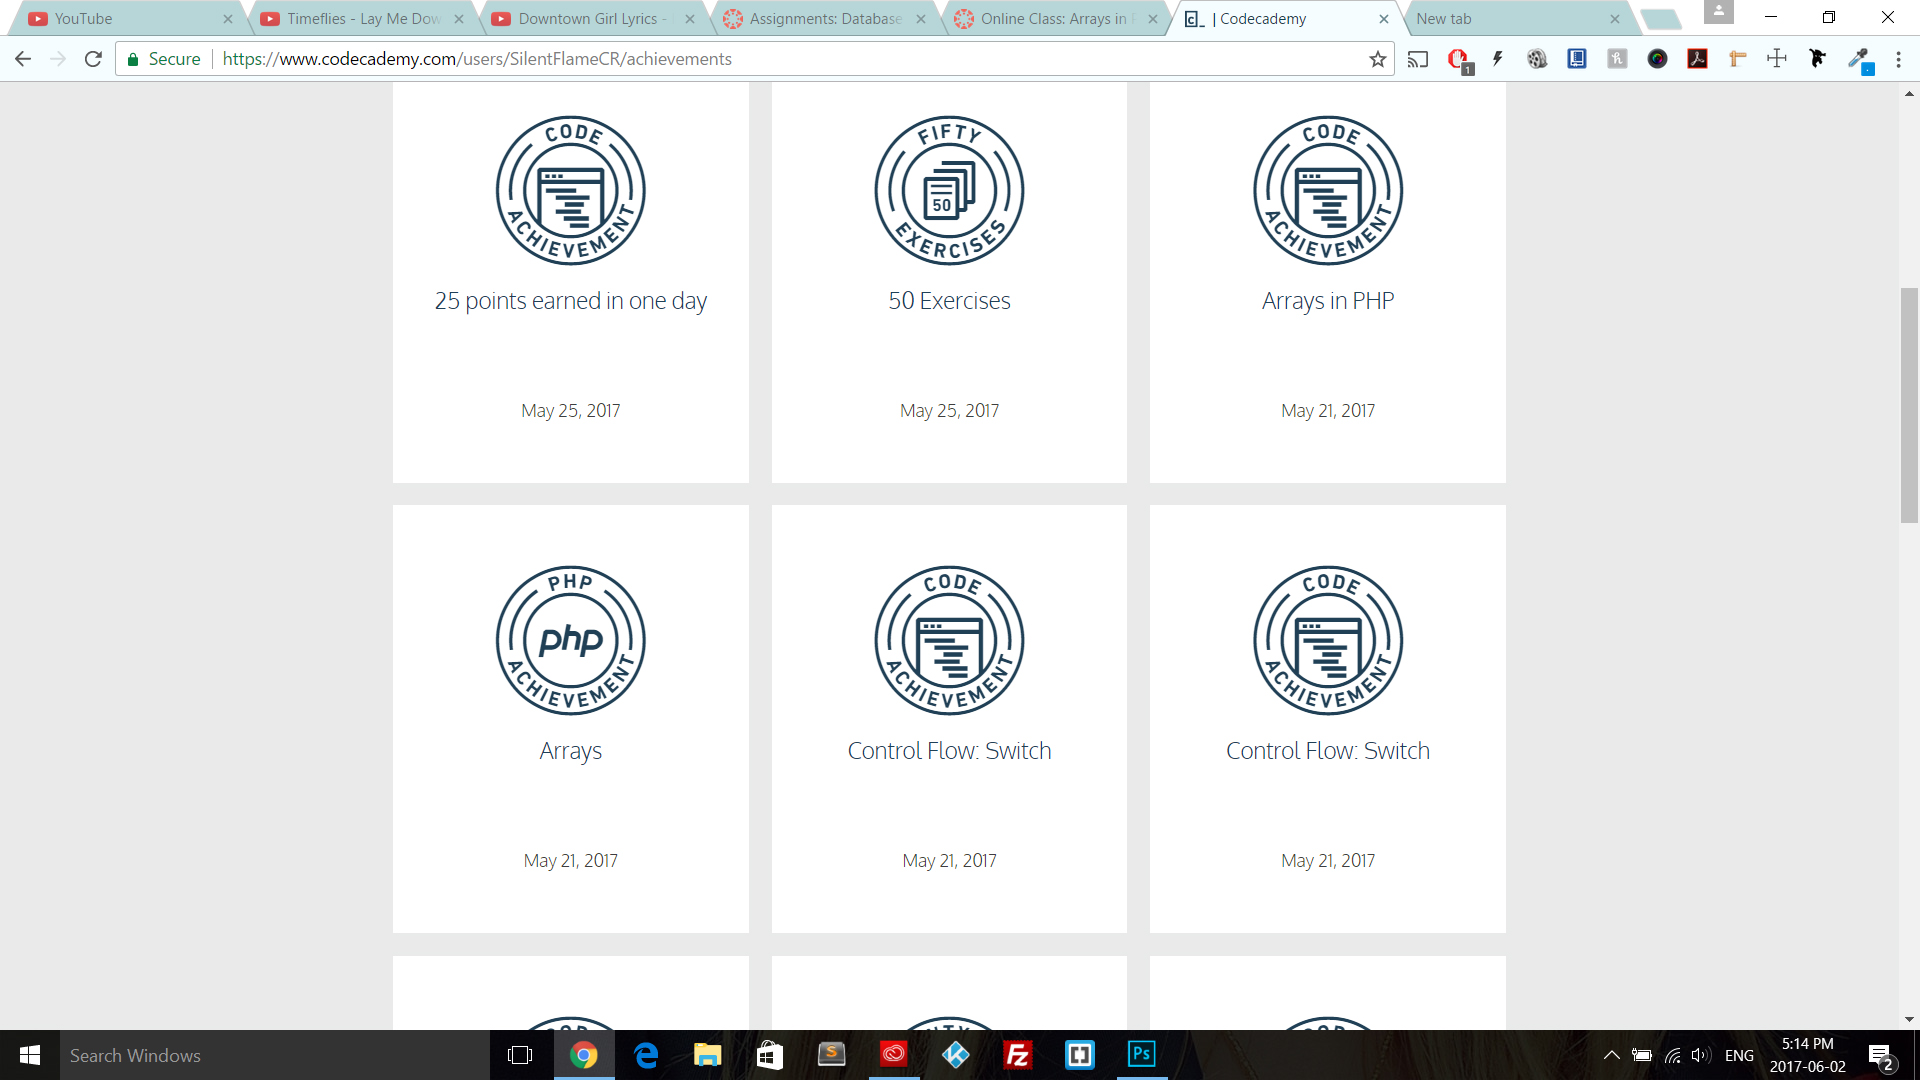 YouTube
Timeflies - Lay Me Dow
Downtown Girl Lyrics -
Assignments: Database
Online Class: Arrays in
| Codecademy
New tab
Secure
https://www.codecademy.com/users/SilentFlameCR/achievements
1
CODE ACHIEVEMENT
FIFTY EXERCISES
50
CODE ACHIEVEMENT
25 points earned in one day
50 Exercises
Arrays in PHP
May 25, 2017
May 25, 2017
May 21, 2017
PHP ACHIEVEMENT
php
CODE ACHIEVEMENT
CODE ACHIEVEMENT
Arrays
Control Flow: Switch
Control Flow: Switch
May 21, 2017
May 21, 2017
May 21, 2017
Search Windows
Ps
ENG
5:14 PM
2017-06-02
2